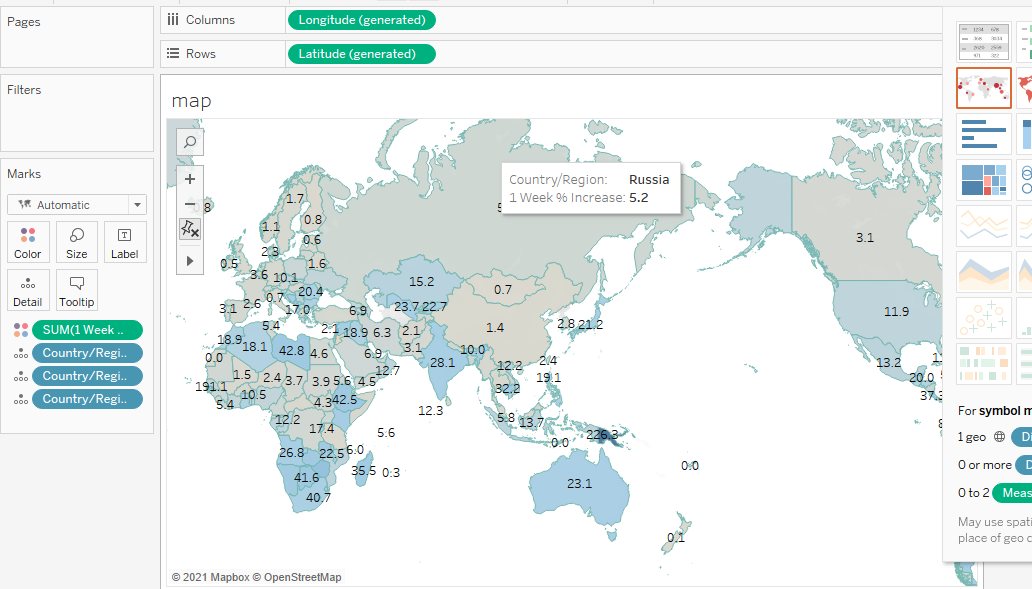 Pages
Columns
Longitude (generated)
Rows
Latitude (generated)
Filters
Marks
Automatic
Color
Size
Label
Detail
Tooltip
SUM(1 Week ..
Country/Regi..
Country/Regi..
Country/Regi..
map
Country/Region: Russia
1 Week % Increase: 5.2
8
1.7
0.8
1.1
0.6
2.3
1.6
0.5
3.6
10.1
20.4
0.7
2.6
17.0
3.1
5.4
15.2
0.7
23.7
22.7
6.9
2.1
18.9
6.3
2.1
1.4
2.8
21.2
3.1
11.9
18.9
18.1
42.8
4.6
6.9
3.1
28.1
10.0
0.0
12.7
12.2
2.4
13.2
191.1
1.5
2.4
3.7
3.9
5.6
4.5
32.2
19.1
20.0
5.4
10.5
4.3
42.5
12.3
5.8
13.7
37.3
12.2
17.4
5.6
226.3
0.0
26.8
22.5
6.0
35.5
0.3
0.0
41.6
40.7
23.1
0.1
© 2021 Mapbox © OpenStreetMap
1234 678
For symbol m
1 geo
Di
0 or more
D
0 to 2
Meas
May use spati
place of geo c